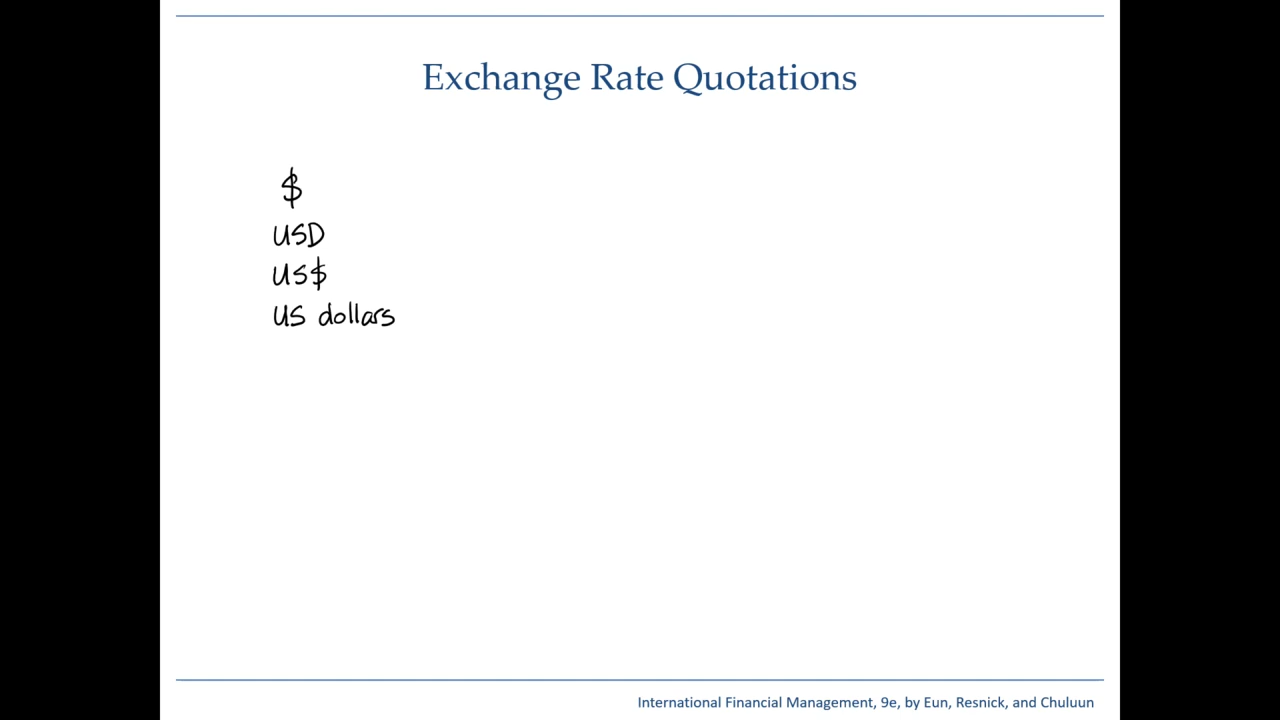 Exchange Rate Quotations
$
USD
US$
US dollars
International Financial Management, 9e, by Eun, Resnick, and Chuluun